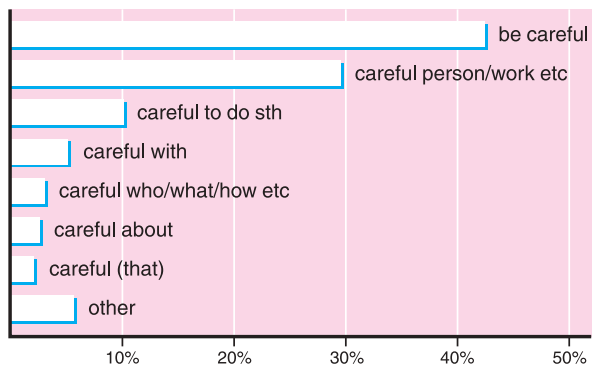 be careful
careful person/work etc
careful to do sth
careful with
careful who/what/how etc
careful about
careful (that)
other
10% 20% 30% 40% 50%